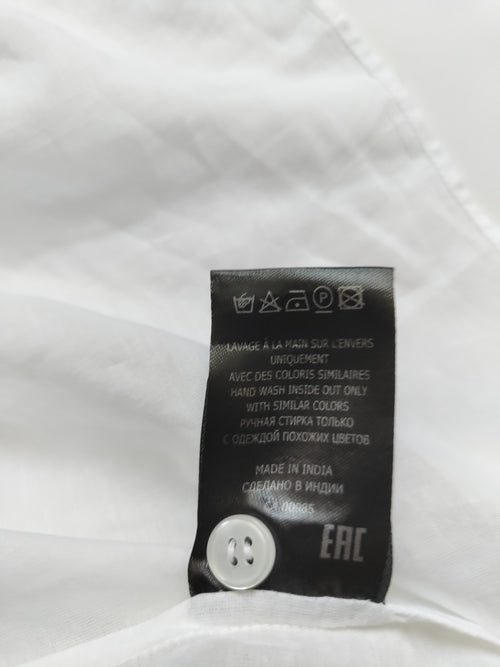 LAVAGE À LA MAIN SUR L'ENVERS
UNIQUEMENT
AVEC DES COLORIS SIMILAIRES
HAND WASH INSIDE OUT ONLY
WITH SIMILAR COLORS
РУЧНАЯ СТИРКА ТОЛЬКО
С ОДЕЖДОЙ ПОХОЖИХ ЦВЕТОВ
MADE IN INDIA
СДЕЛАНО В ИНДИИ
00985
EAC